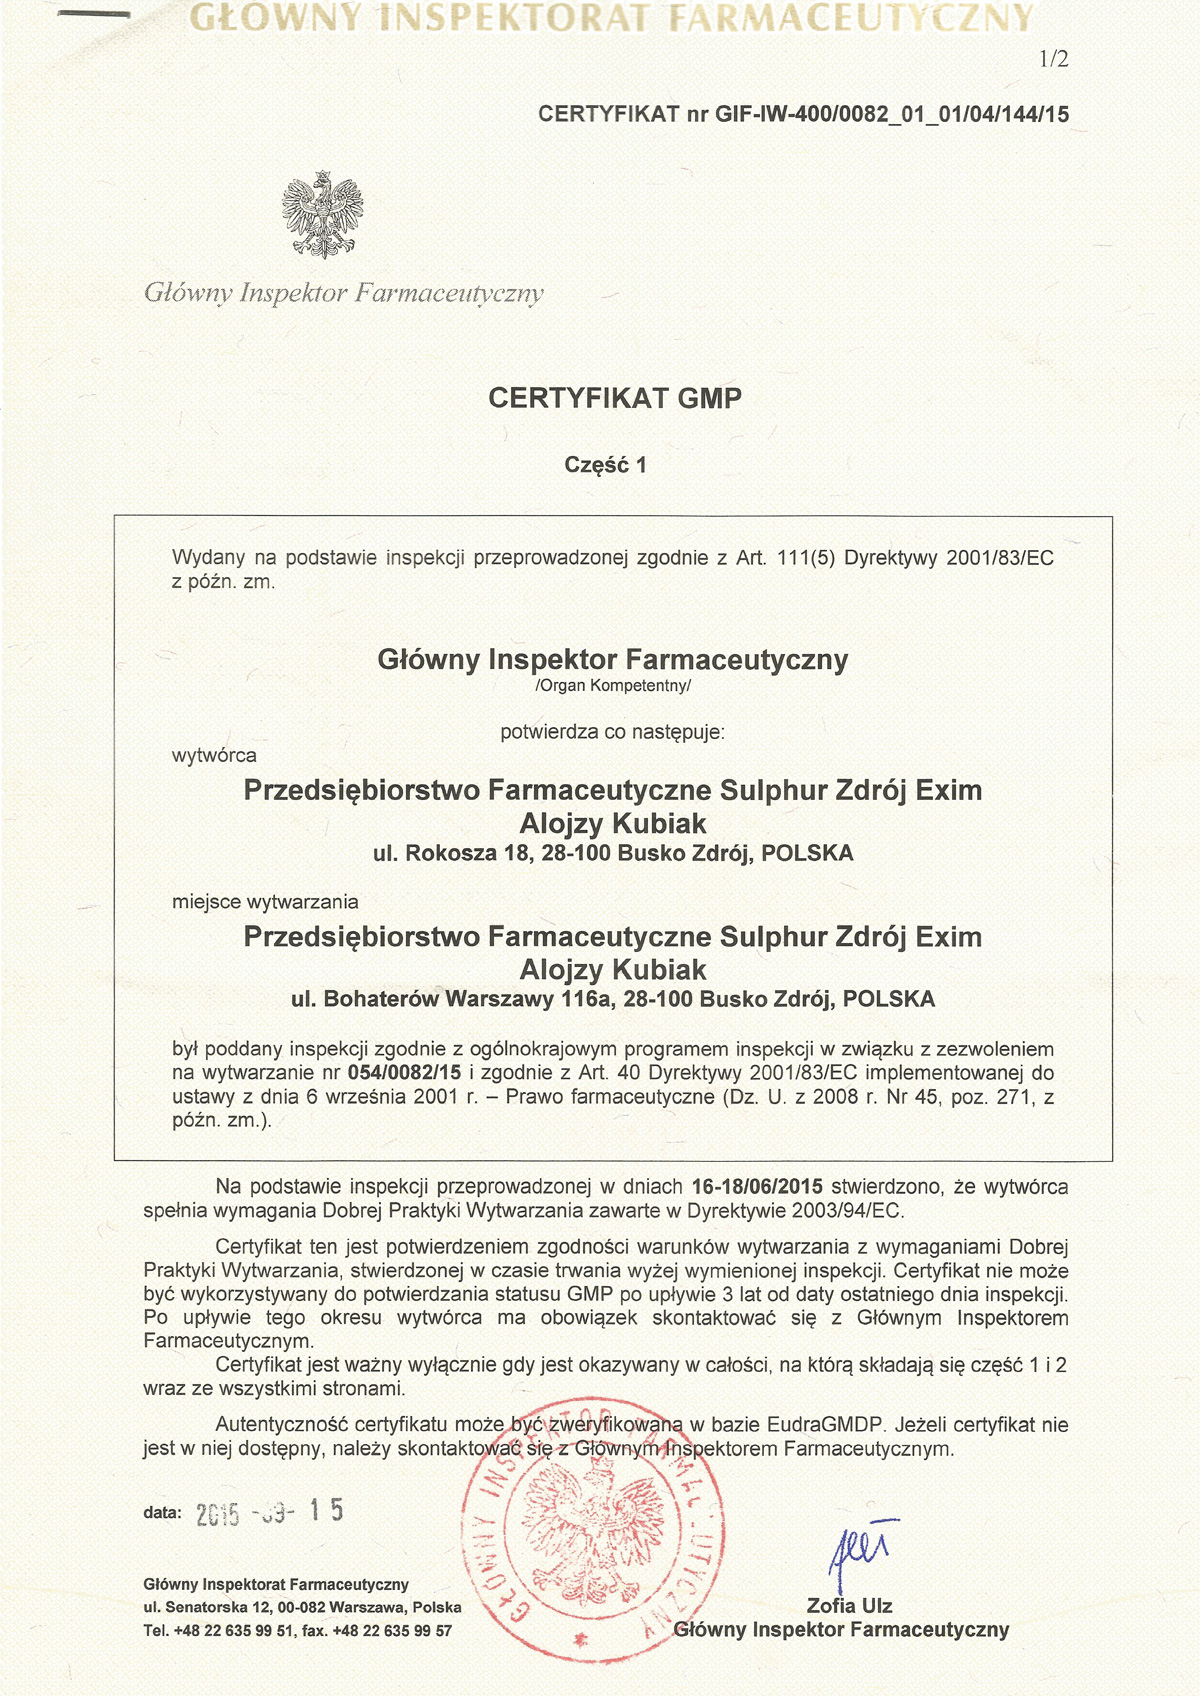 GŁÓWNY INSPEKTORAT FARMACEUTYCZNY
1/2
CERTYFIKAT nr GIF-IW-400/0082_01_01/04/144/15
Główny Inspektor Farmaceutyczny
CERTYFIKAT GMP
Część 1
Wydany na podstawie inspekcji przeprowadzonej zgodnie z Art. 111(5) Dyrektywy 2001/83/EC
z późn. zm.
Główny Inspektor Farmaceutyczny
/Organ Kompetentny/
potwierdza co następuje:
wytwórca
Przedsiębiorstwo Farmaceutyczne Sulphur Zdrój Exim
Alojzy Kubiak
ul. Rokosza 18, 28-100 Busko Zdrój, POLSKA
miejsce wytwarzania
Przedsiębiorstwo Farmaceutyczne Sulphur Zdrój Exim
Alojzy Kubiak
ul. Bohaterów Warszawy 116a, 28-100 Busko Zdrój, POLSKA
był poddany inspekcji zgodnie z ogólnokrajowym programem inspekcji w związku z zezwoleniem
na wytwarzanie nr 054/0082/15 i zgodnie z Art. 40 Dyrektywy 2001/83/EC implementowanej do
ustawy z dnia 6 września 2001 r. – Prawo farmaceutyczne (Dz. U. z 2008 r. Nr 45, poz. 271, z
późn. zm.).
Na podstawie inspekcji przeprowadzonej w dniach 16-18/06/2015 stwierdzono, że wytwórca
spełnia wymagania Dobrej Praktyki Wytwarzania zawarte w Dyrektywie 2003/94/EC.
Certyfikat ten jest potwierdzeniem zgodności warunków wytwarzania z wymaganiami Dobrej
Praktyki Wytwarzania, stwierdzonej w czasie trwania wyżej wymienionej inspekcji. Certyfikat nie może
być wykorzystywany do potwierdzania statusu GMP po upływie 3 lat od daty ostatniego dnia inspekcji.
Po upływie tego okresu wytwórca ma obowiązek skontaktować się z Głównym Inspektorem
Farmaceutycznym.
Certyfikat jest ważny wyłącznie gdy jest okazywany w całości, na którą składają się część 1 i 2
wraz ze wszystkimi stronami.
Autentyczność certyfikatu może być zweryfikowana w bazie EudraGMDP. Jeżeli certyfikat nie
jest w niej dostępny, należy skontaktować się z Głównym Inspektorem Farmaceutycznym.
data: 2015 -09- 15
GŁÓWNY INSPEKTOR FARMACEUTYCZNY
Główny Inspektorat Farmaceutyczny
ul. Senatorska 12, 00-082 Warszawa, Polska
Tel. +48 22 635 99 51, fax. +48 22 635 99 57
Zofia Ulz
Główny Inspektor Farmaceutyczny